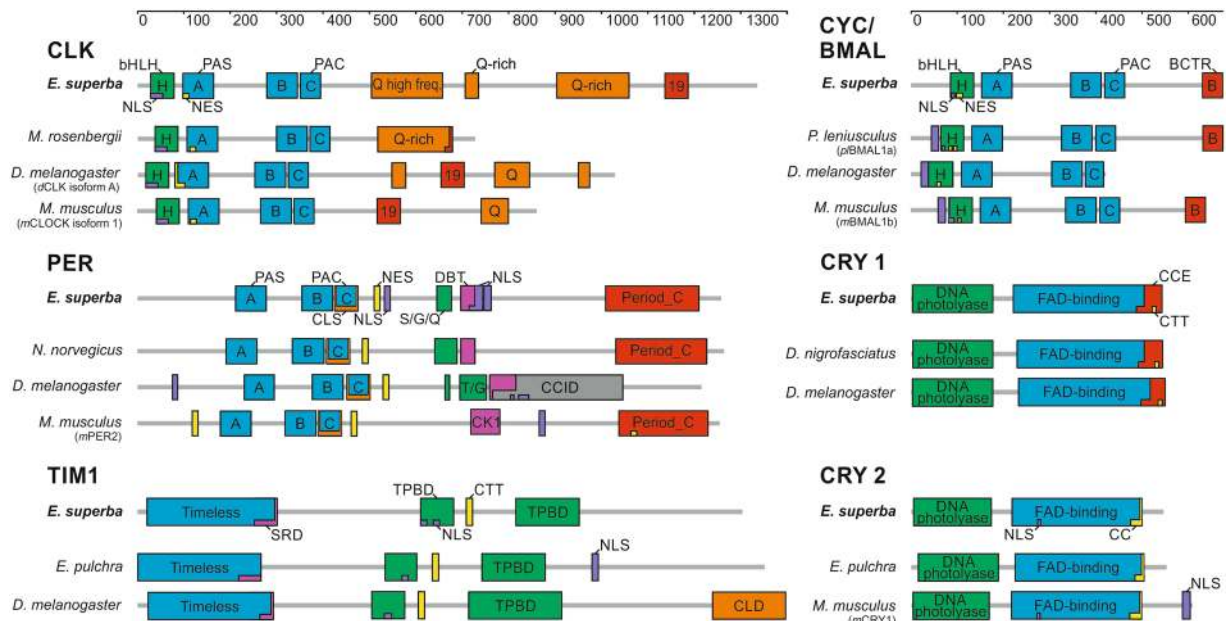 0 100 200 300 400 500 600 700 800 900 1000 1100 1200 1300
CLK
bHLH PAS PAC Q-rich
E. superba H A B C Q high freq. Q-rich 19
NLS NES
M. rosenbergii H A B C Q-rich
D. melanogaster H A B C 19 Q
(dCLK isoform A)
M. musculus H A B C 19 Q
(mCLOCK isoform 1)
PER
PAS PAC NES DBT NLS
E. superba A B C Period_C
CLS NLS S/G/Q
N. norvegicus A B C Period_C
D. melanogaster A B C T/G CCID
M. musculus A B C CK1 Period_C
(mPER2)
TIM1
TPBD CTT
E. superba Timeless TPBD
SRD NLS
NLS
E. pulchra Timeless TPBD
D. melanogaster Timeless TPBD CLD
0 100 200 300 400 500 600
CYC/
BMAL
bHLH PAS PAC BCTR
E. superba H A B C B
NLS NES
P. leniusculus H A B C B
(plBMAL1a)
D. melanogaster H A B C
M. musculus H A B C B
(mBMAL1b)
CRY 1
CCE
E. superba DNA photolyase FAD-binding
CTT
D. nigrofasciatus DNA photolyase FAD-binding
D. melanogaster DNA photolyase FAD-binding
CRY 2
E. superba DNA photolyase FAD-binding
NLS CC
E. pulchra DNA photolyase FAD-binding
NLS
M. musculus DNA photolyase FAD-binding
(mCRY1)